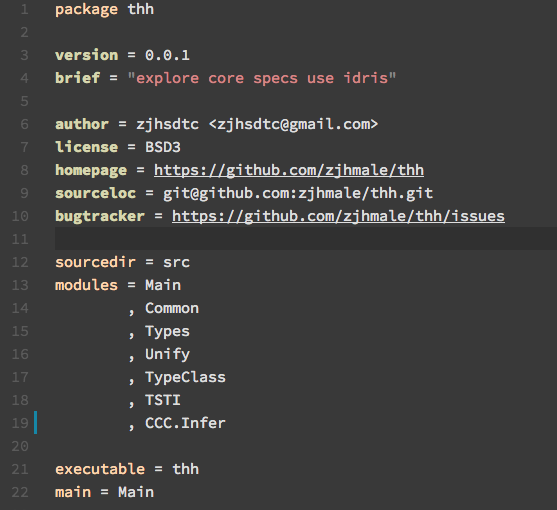 1 package thh
2
3 version = 0.0.1
4 brief = "explore core specs use idris"
5
6 author = zjhsdtc <zjhsdtc@gmail.com>
7 license = BSD3
8 homepage = https://github.com/zjhmale/thh
9 sourceloc = git@github.com:zjhmale/thh.git
10 bugtracker = https://github.com/zjhmale/thh/issues
11
12 sourcedir = src
13 modules = Main
14 , Common
15 , Types
16 , Unify
17 , TypeClass
18 , TSTI
19 , CCC.Infer
20
21 executable = thh
22 main = Main